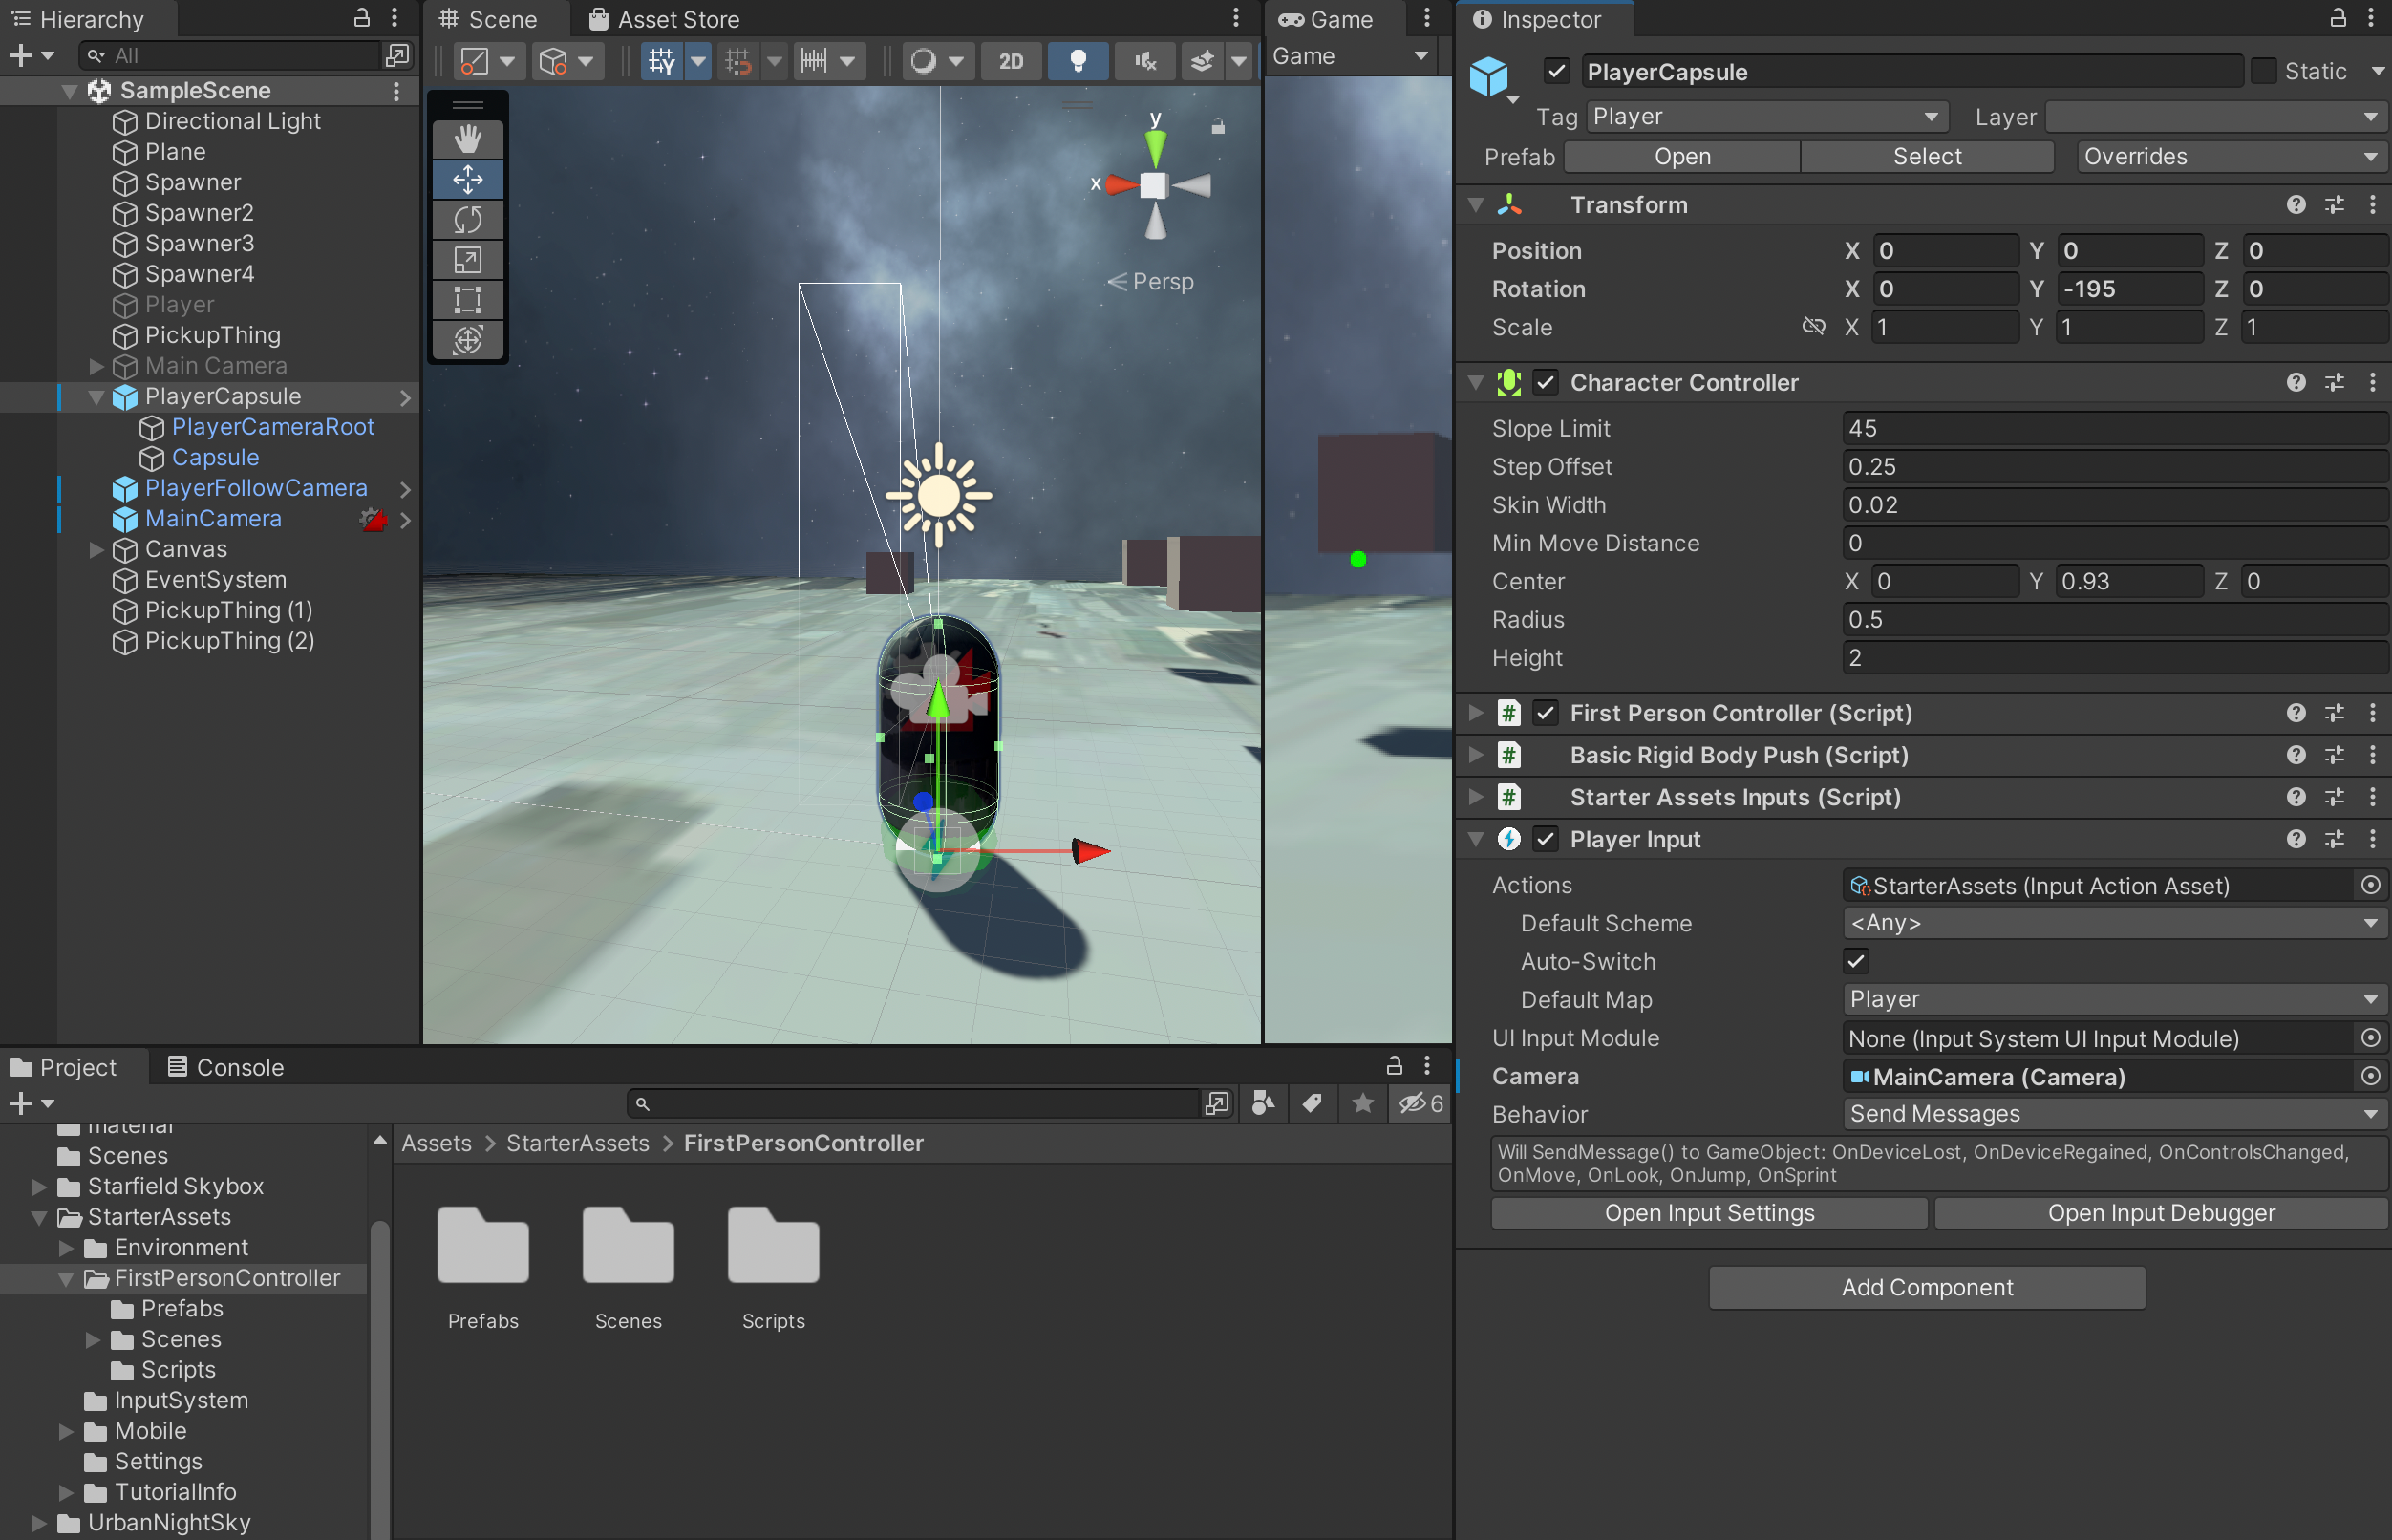 Hierarchy
All
SampleScene
Directional Light
Plane
Spawner
Spawner2
Spawner3
Spawner4
Player
PickupThing
Main Camera
PlayerCapsule
PlayerCameraRoot
Capsule
PlayerFollowCamera
MainCamera
Canvas
EventSystem
PickupThing (1)
PickupThing (2)
Scene
Asset Store
2D
y
x
Persp
Game
Game
Inspector
PlayerCapsule
Static
Tag Player
Layer
Prefab Open Select Overrides
Transform
Position X 0 Y 0 Z 0
Rotation X 0 Y -195 Z 0
Scale X 1 Y 1 Z 1
Character Controller
Slope Limit 45
Step Offset 0.25
Skin Width 0.02
Min Move Distance 0
Center X 0 Y 0.93 Z 0
Radius 0.5
Height 2
# First Person Controller (Script)
# Basic Rigid Body Push (Script)
# Starter Assets Inputs (Script)
Player Input
Actions StarterAssets (Input Action Asset)
Default Scheme <Any>
Auto-Switch
Default Map Player
UI Input Module None (Input System UI Input Module)
Camera MainCamera (Camera)
Behavior Send Messages
Will SendMessage() to GameObject: OnDeviceLost, OnDeviceRegained, OnControlsChanged,
OnMove, OnLook, OnJump, OnSprint
Open Input Settings Open Input Debugger
Add Component
Project
Console
6
material
Scenes
Starfield Skybox
StarterAssets
Environment
FirstPersonController
Prefabs
Scenes
Scripts
InputSystem
Mobile
Settings
TutorialInfo
UrbanNightSky
Assets > StarterAssets > FirstPersonController
Prefabs
Scenes
Scripts